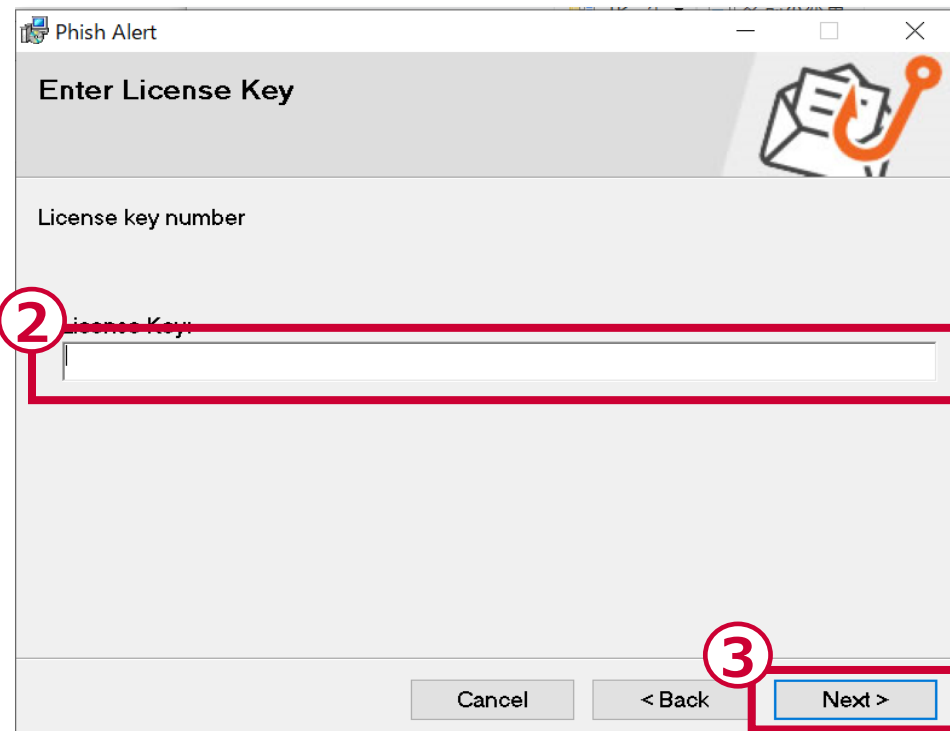 Phish Alert
Enter License Key
License key number
②
License Key:
③
Cancel
< Back
Next >